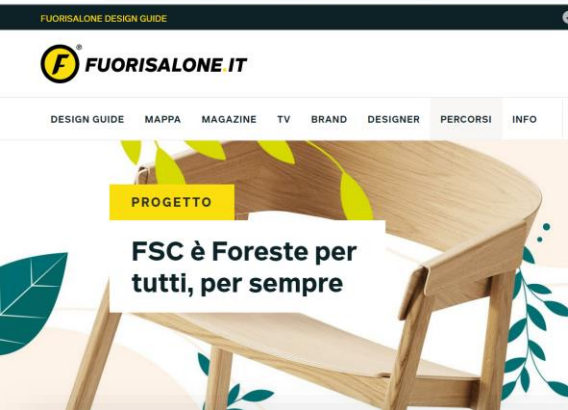 FUORISALONE DESIGN GUIDE
F ® FUORISALONE.IT
DESIGN GUIDE MAPPA MAGAZINE TV BRAND DESIGNER PERCORSI INFO
PROGETTO
FSC è Foreste per
tutti, per sempre